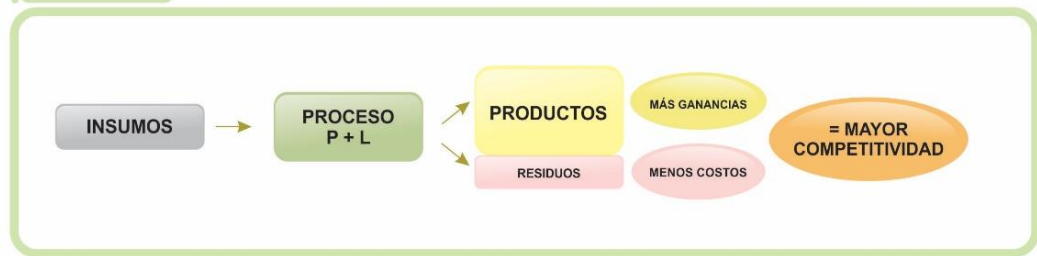 INSUMOS
PROCESO
P + L
PRODUCTOS
RESIDUOS
MÁS GANANCIAS
MENOS COSTOS
= MAYOR
COMPETITIVIDAD